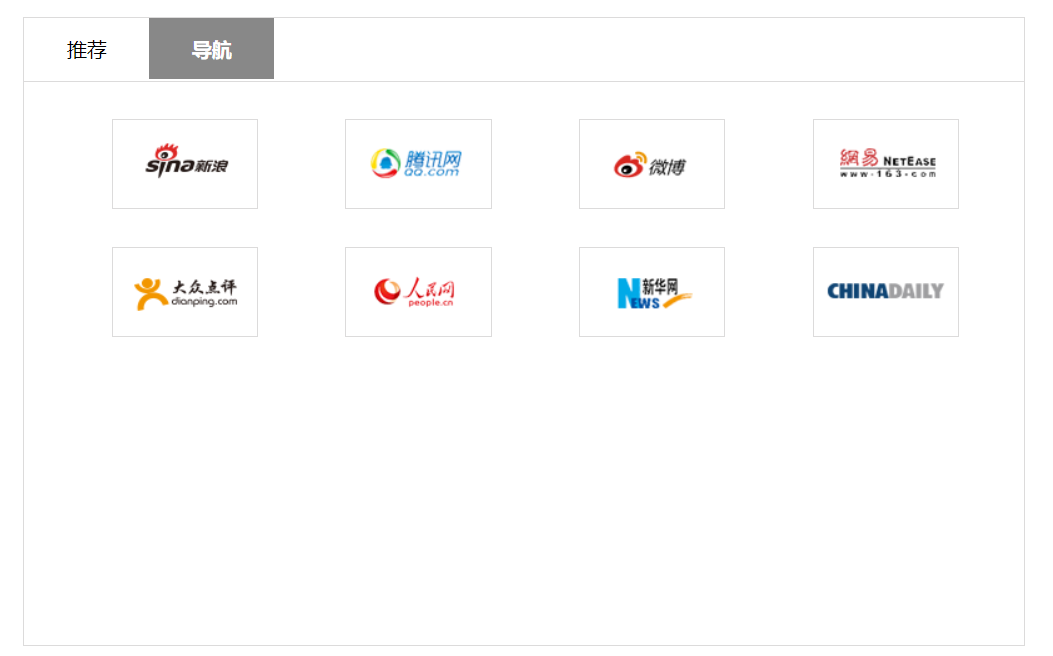 推荐
导航
sina新浪
腾讯网
QQ.com
微博
網易 NETEASE
www.163.com
大众点评
dianping.com
人民网
people.cn
新华网
NEWS
CHINADAILY